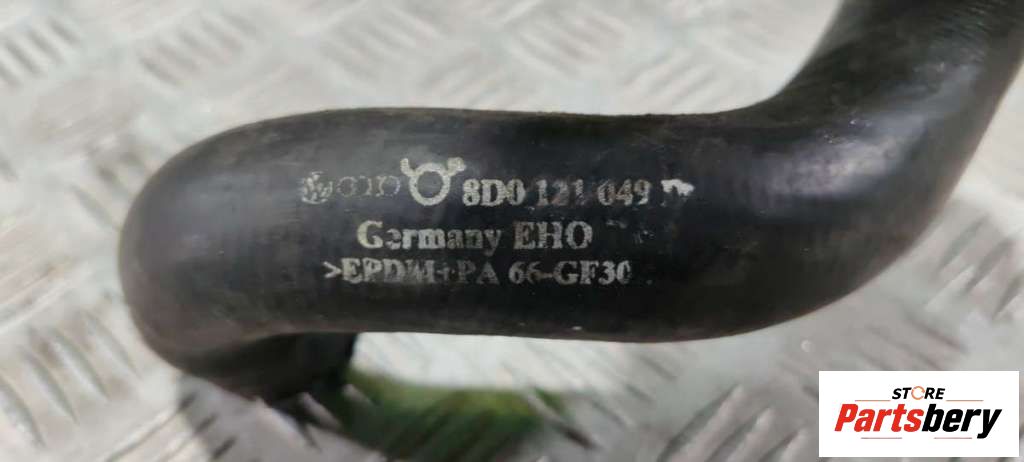 8D0 121 049
Germany EHO
>EPDM+PA 66-GF30
STORE
Partsbery